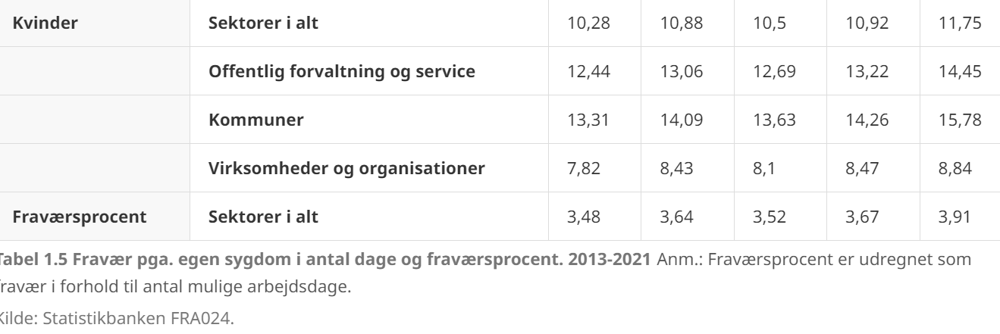 Kvinder Sektorer i alt 10,28 10,88 10,5 10,92 11,75
Offentlig forvaltning og service 12,44 13,06 12,69 13,22 14,45
Kommuner 13,31 14,09 13,63 14,26 15,78
Virksomheder og organisationer 7,82 8,43 8,1 8,47 8,84
Fraværsprocent Sektorer i alt 3,48 3,64 3,52 3,67 3,91
Tabel 1.5 Fravær pga. egen sygdom i antal dage og fraværsprocent. 2013-2021 Anm.: Fraværsprocent er udregnet som
fravær i forhold til antal mulige arbejdsdage.
Kilde: Statistikbanken FRA024.